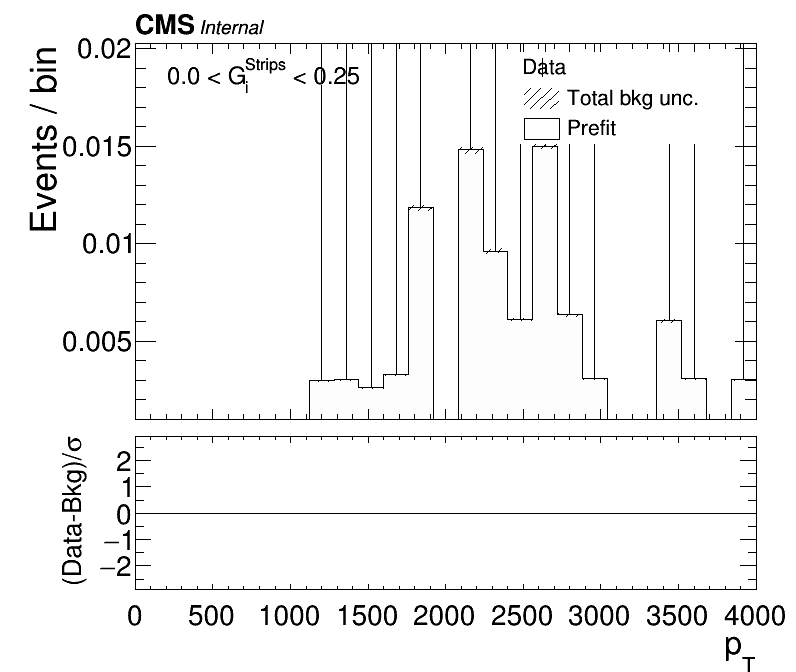 CMS Internal
Events / bin
0.02
0.015
0.01
0.005
0.0 < G_i^Strips < 0.25
Data
Total bkg unc.
Prefit
(Data-Bkg)/σ
2
1
0
−1
−2
0 500 1000 1500 2000 2500 3000 3500 4000
p_T